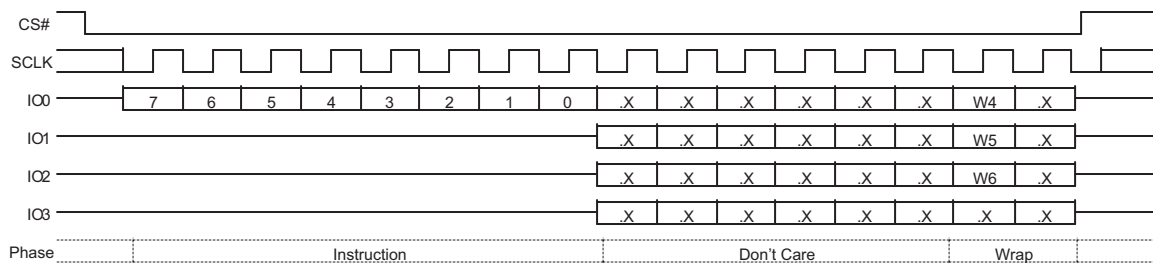 CS#
SCLK
IO0 7 6 5 4 3 2 1 0 .X .X .X .X .X .X W4 .X
IO1 .X .X .X .X .X .X W5 .X
IO2 .X .X .X .X .X .X W6 .X
IO3 .X .X .X .X .X .X .X .X
Phase Instruction Don't Care Wrap